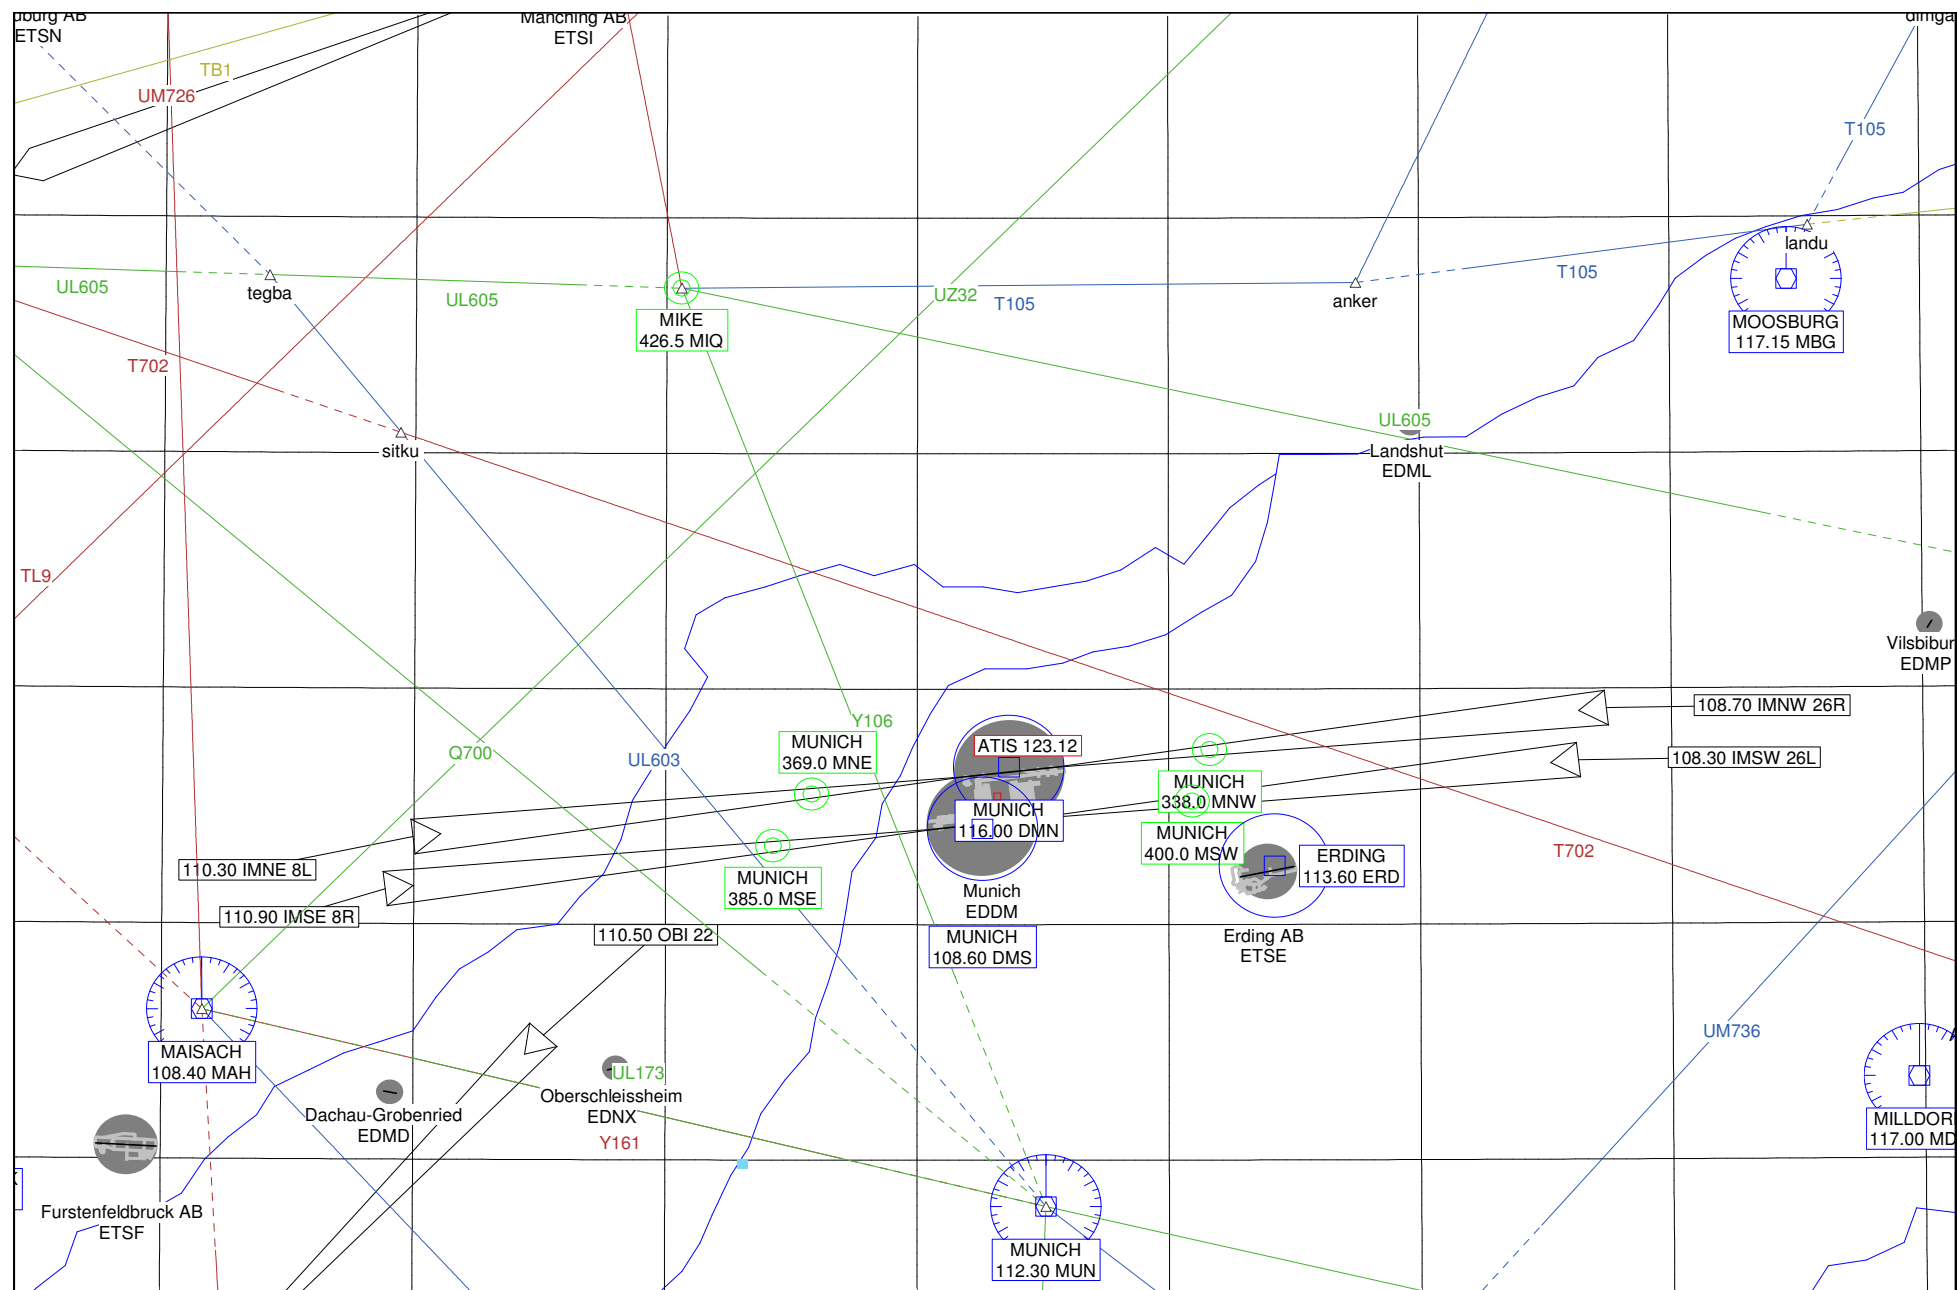 ETSN
Manching AB
ETSI
TB1
UM726
T105
UL605
tegba
UL605
MIKE
426.5 MIQ
UZ32
T105
anker
T105
landu
MOOSBURG
117.15 MBG
T702
sitku
UL605
Landshut
EDML
TL9
Vilsbibur
EDMP
Q700
UL603
Y106
MUNICH
369.0 MNE
ATIS 123.12
108.70 IMNW 26R
108.30 IMSW 26L
MUNICH
338.0 MNW
MUNICH
116.00 DMN
MUNICH
400.0 MSW
ERDING
113.60 ERD
T702
110.30 IMNE 8L
110.90 IMSE 8R
MUNICH
385.0 MSE
Munich
EDDM
110.50 OBI 22
MUNICH
108.60 DMS
Erding AB
ETSE
MAISACH
108.40 MAH
UM736
UL173
Oberschleissheim
EDNX
Dachau-Grobenried
EDMD
Y161
MILLDOR
117.00 MD
Furstenfeldbruck AB
ETSF
MUNICH
112.30 MUN